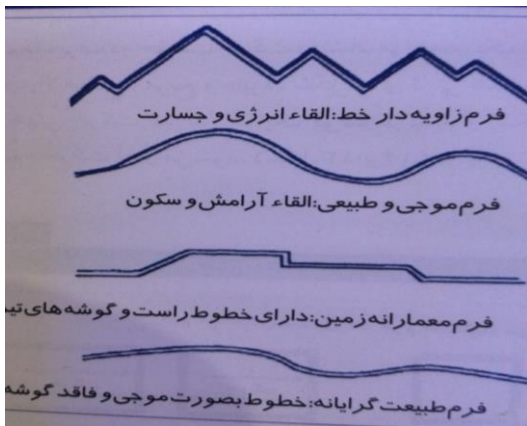 فرم زاویه دار خط:القاء انرژی و جسارت
فرم موجی و طبیعی:القاء آرامش و سکون
فرم معمارانه زمین:دارای خطوط راست و گوشه های
فرم طبیعت گرایانه:خطوط بصورت موجی و فاقد گوشه